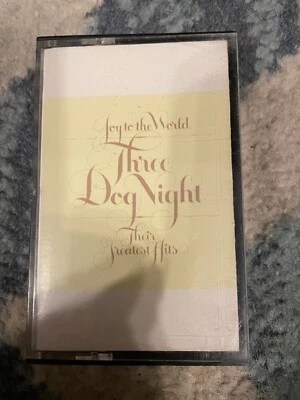 Joy to the World
Three
Dog Night
Their
Greatest Hits